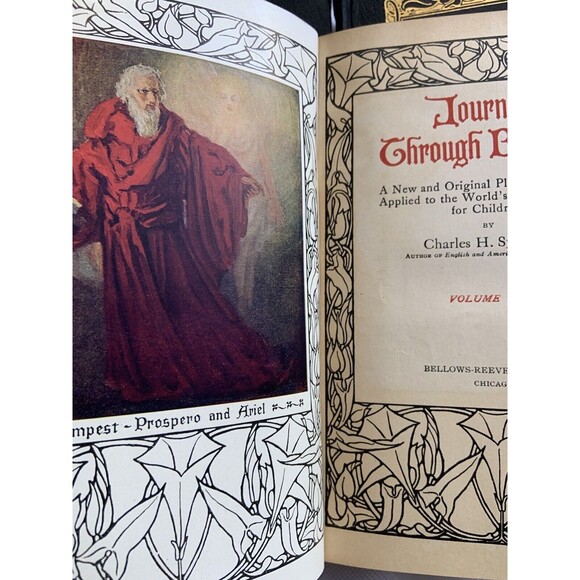 mpest - Prospero and Ariel
Journ
Through B
A New and Original Pl
Applied to the World's
for Childr
BY
Charles H. S
AUTHOR OF English and Ameri
VOLUME
BELLOWS-REEVE
CHICAG